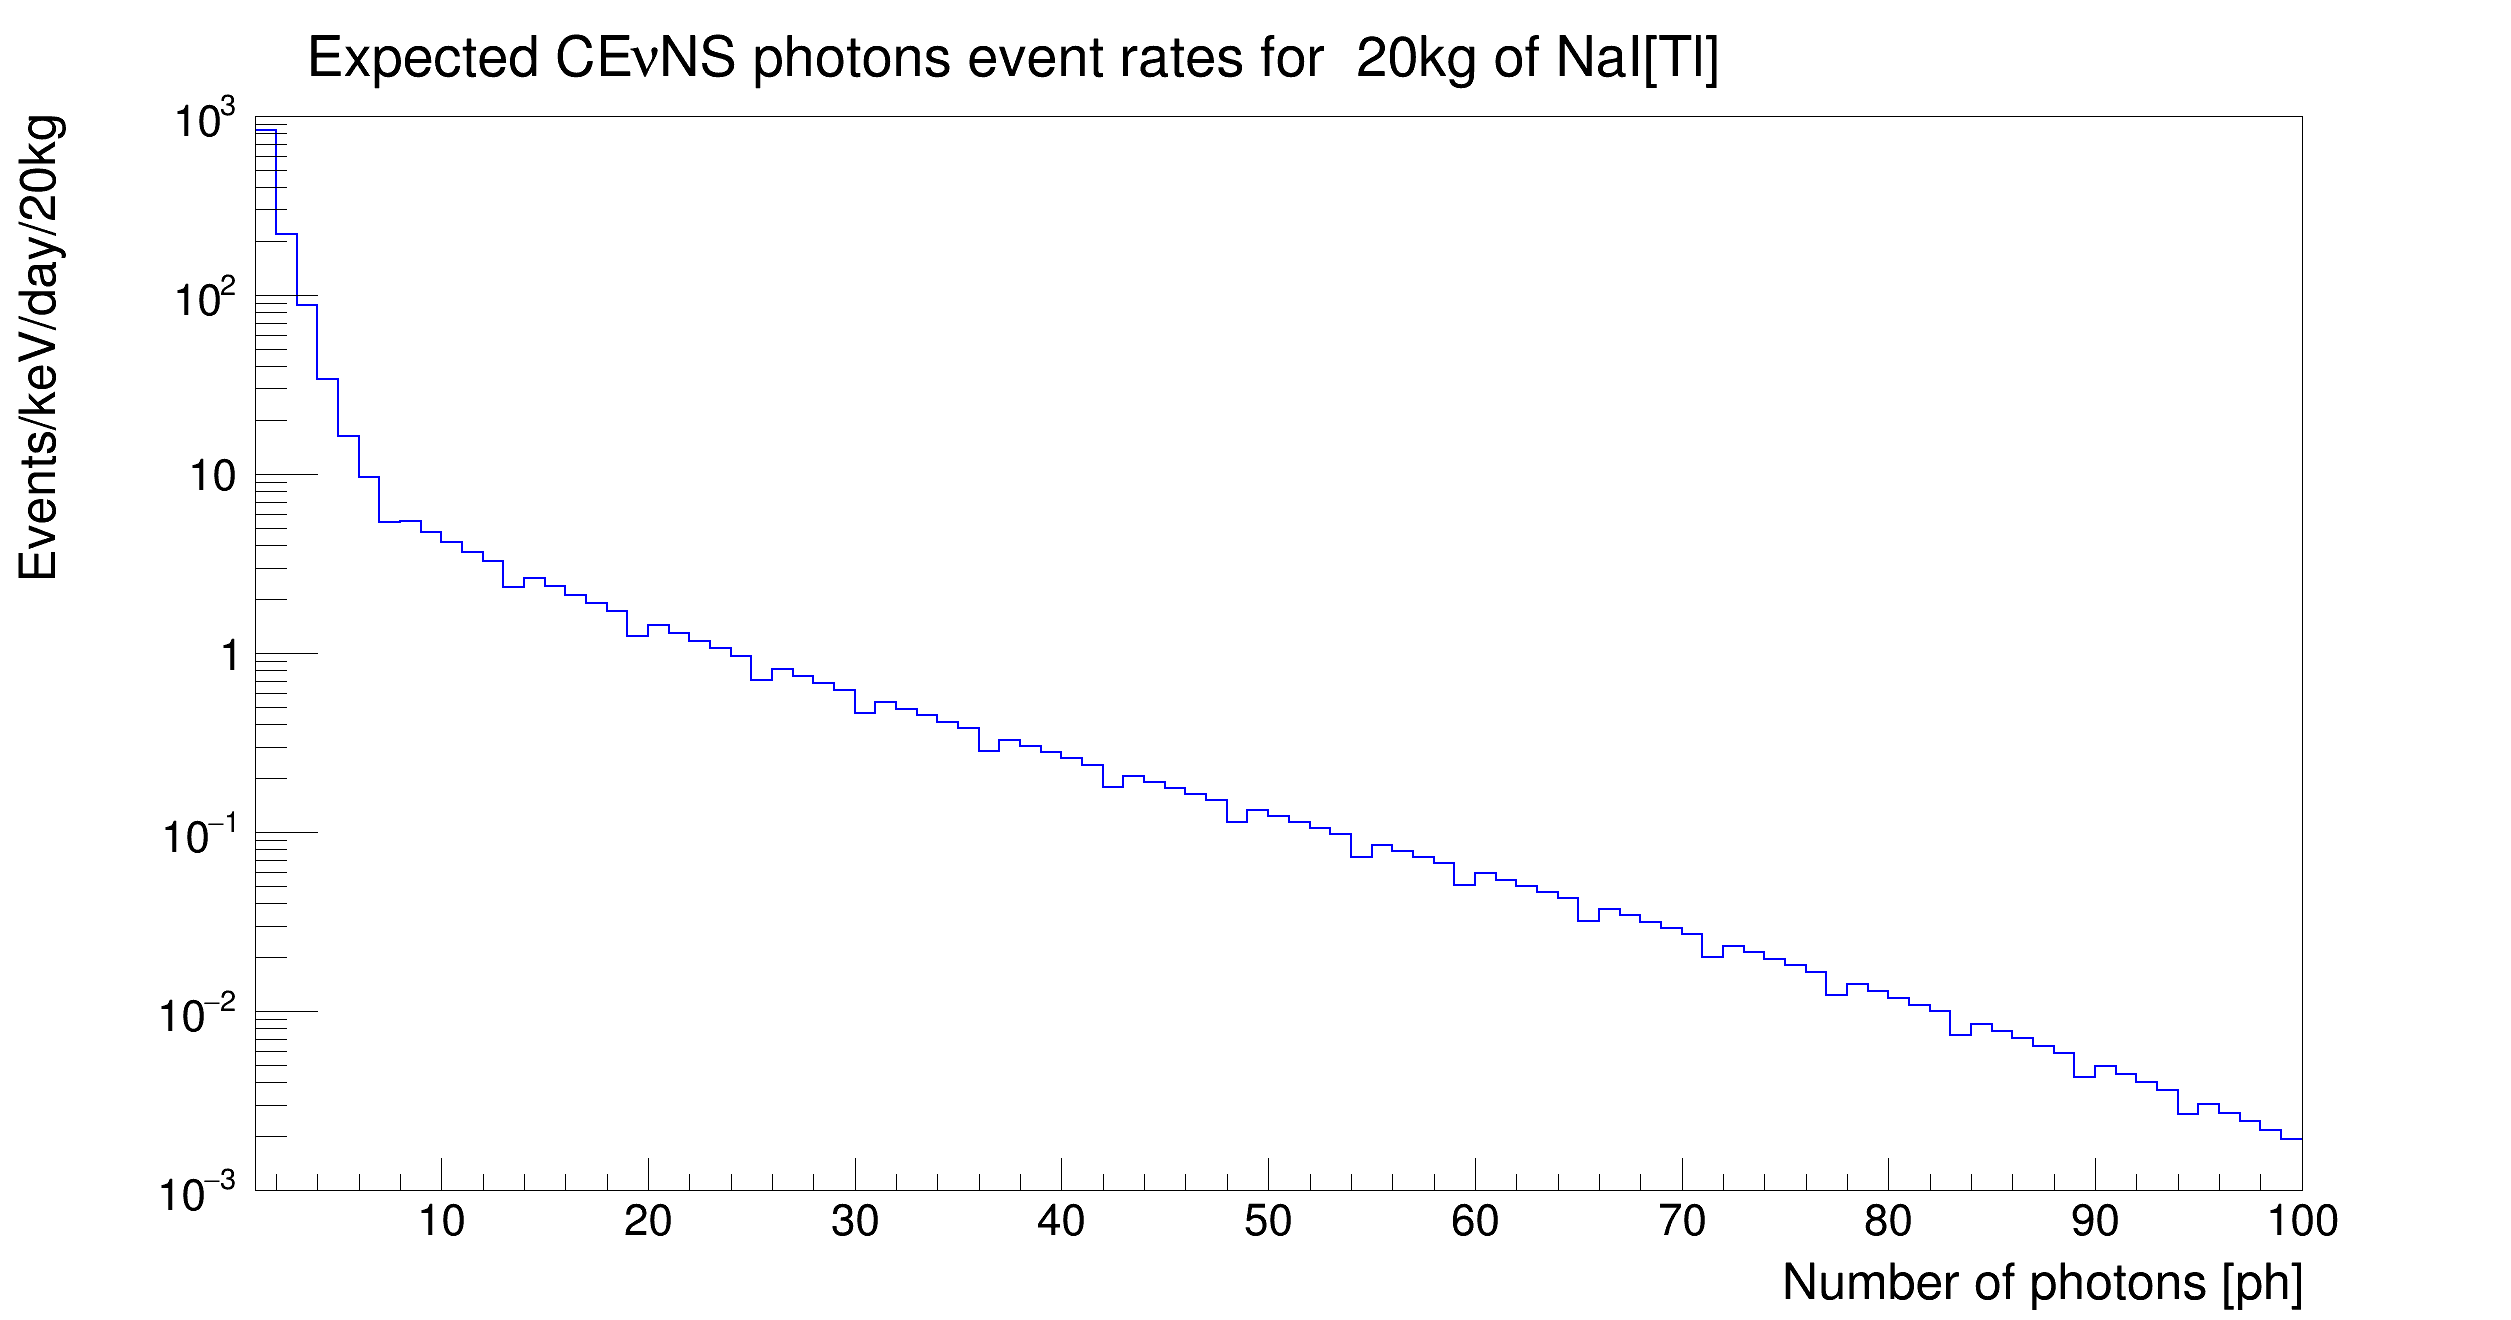 Expected CEνNS photons event rates for  20kg of NaI[Tl]
Events/keV/day/20kg
10³
10²
10
1
10⁻¹
10⁻²
10⁻³
10 20 30 40 50 60 70 80 90 100
Number of photons [ph]